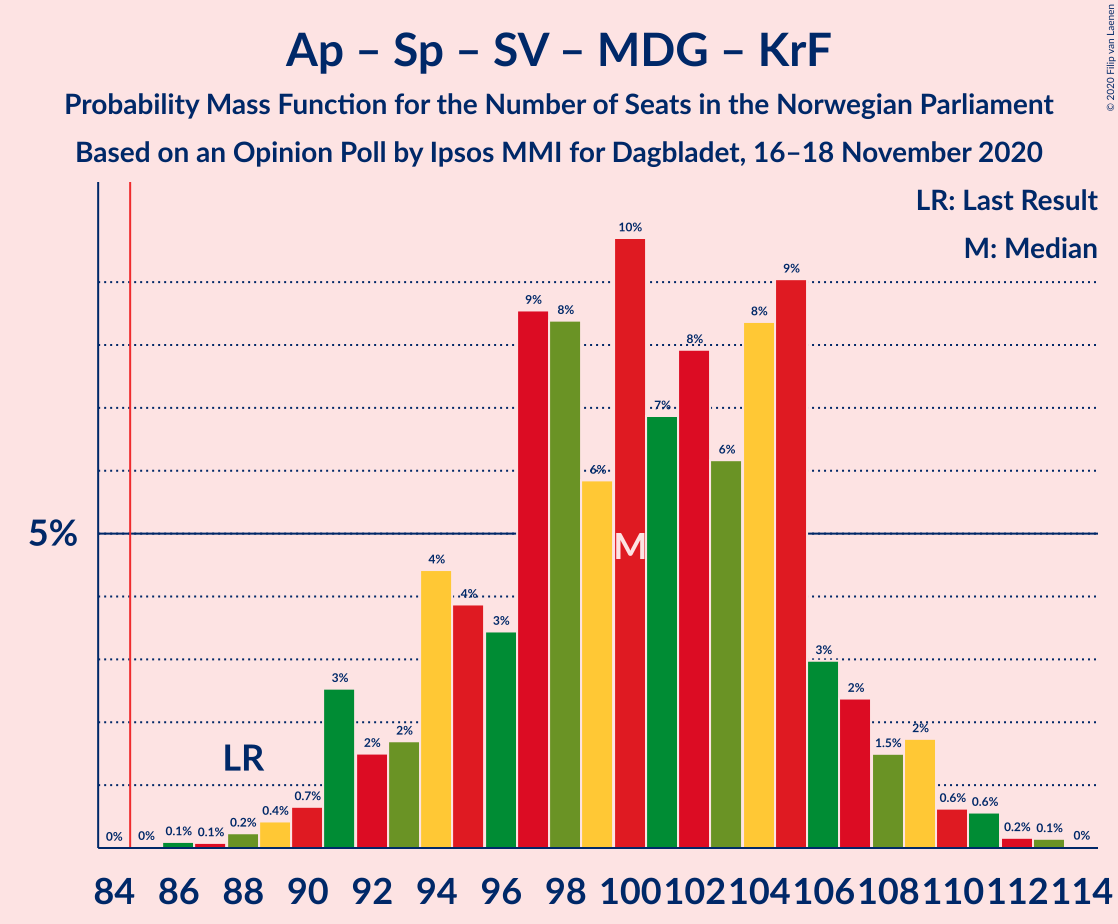 Ap – Sp – SV – MDG – KrF
Probability Mass Function for the Number of Seats in the Norwegian Parliament
Based on an Opinion Poll by Ipsos MMI for Dagbladet, 16–18 November 2020
© 2020 Filip van Laenen
LR: Last Result
M: Median
5%
0% 0% 0.1% 0.1% 0.2% 0.4% 0.7% 3% 2% 2% 4% 4% 3% 9% 8% 6% 10% 7% 8% 6% 8% 9% 3% 2% 1.5% 2% 0.6% 0.6% 0.2% 0.1% 0%
M
LR
84 86 88 90 92 94 96 98 100 102 104 106 108 110 112 114